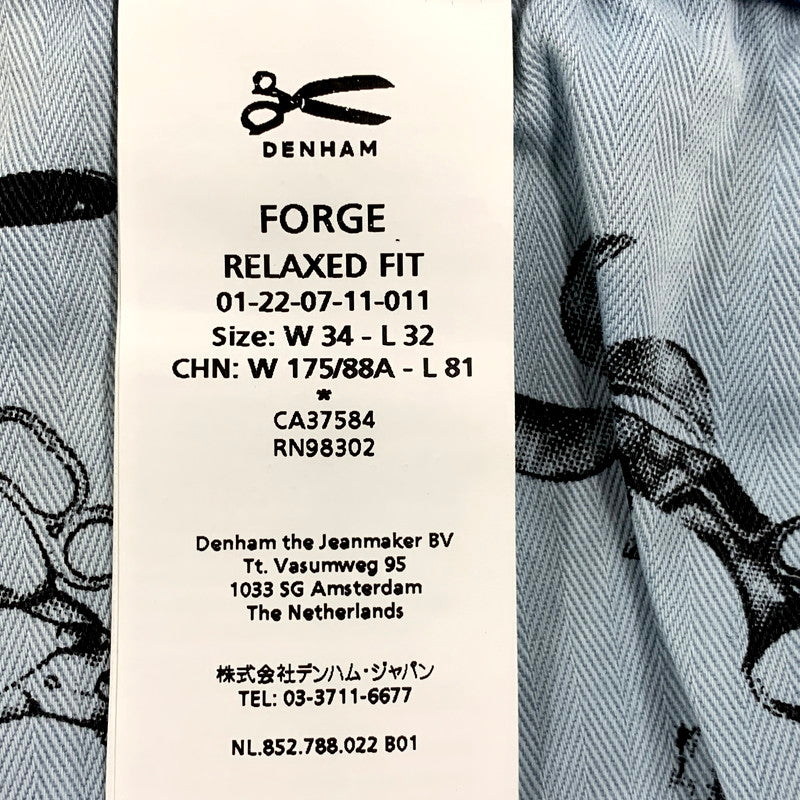 DENHAM
FORGE
RELAXED FIT
01-22-07-11-011
Size: W 34 - L 32
CHN: W 175/88A - L 81
*
CA37584
RN98302
Denham the Jeanmaker BV
Tt. Vasumweg 95
1033 SG Amsterdam
The Netherlands
株式会社デンハム・ジャパン
TEL: 03-3711-6677
NL.852.788.022 B01